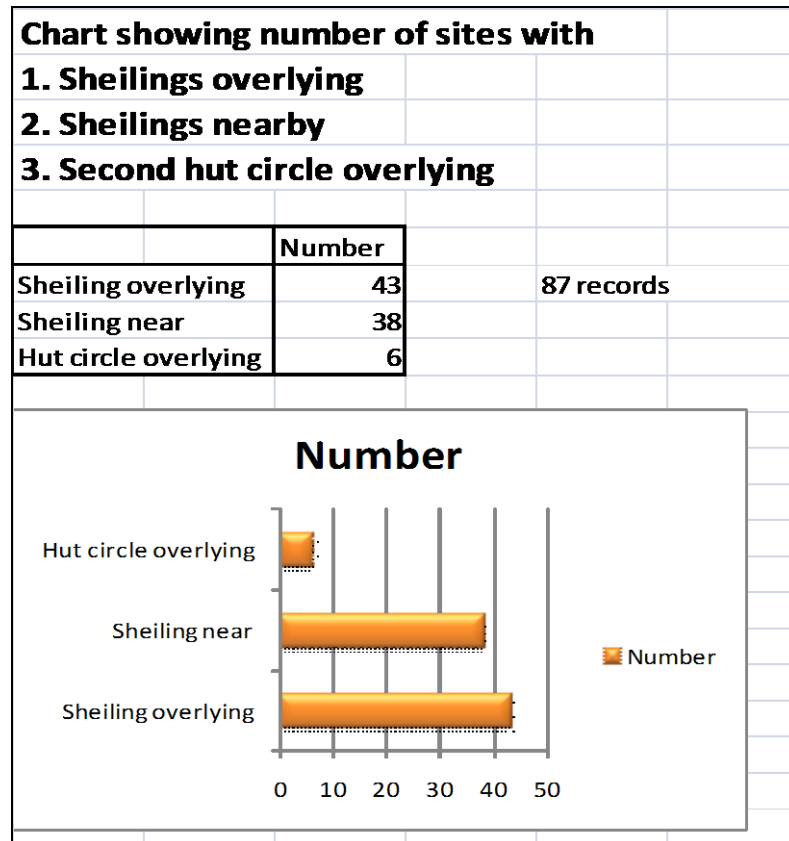 Chart showing number of sites with
1. Sheilings overlying
2. Sheilings nearby
3. Second hut circle overlying
Number
Sheiling overlying 43 87 records
Sheiling near 38
Hut circle overlying 6
Number
Hut circle overlying
Sheiling near
Sheiling overlying
Number
0 10 20 30 40 50